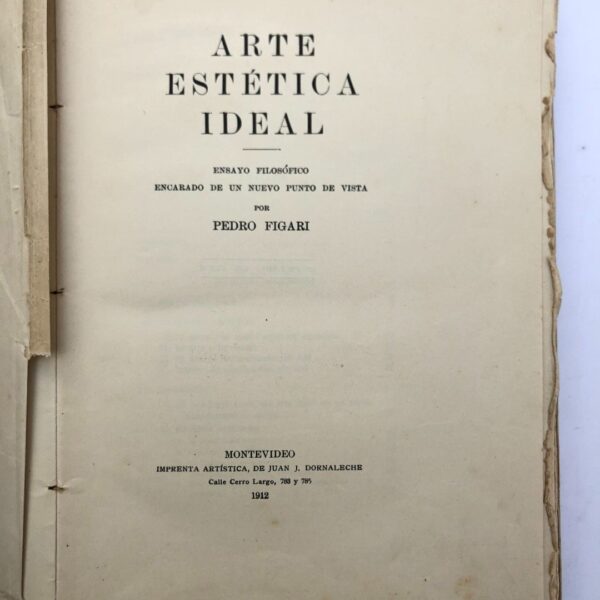 ARTE
ESTÉTICA
IDEAL
ENSAYO FILOSÓFICO
ENCARADO DE UN NUEVO PUNTO DE VISTA
POR
PEDRO FIGARI
MONTEVIDEO
IMPRENTA ARTÍSTICA, DE JUAN J. DORNALECHE
Calle Cerro Largo, 783 y 785
1912